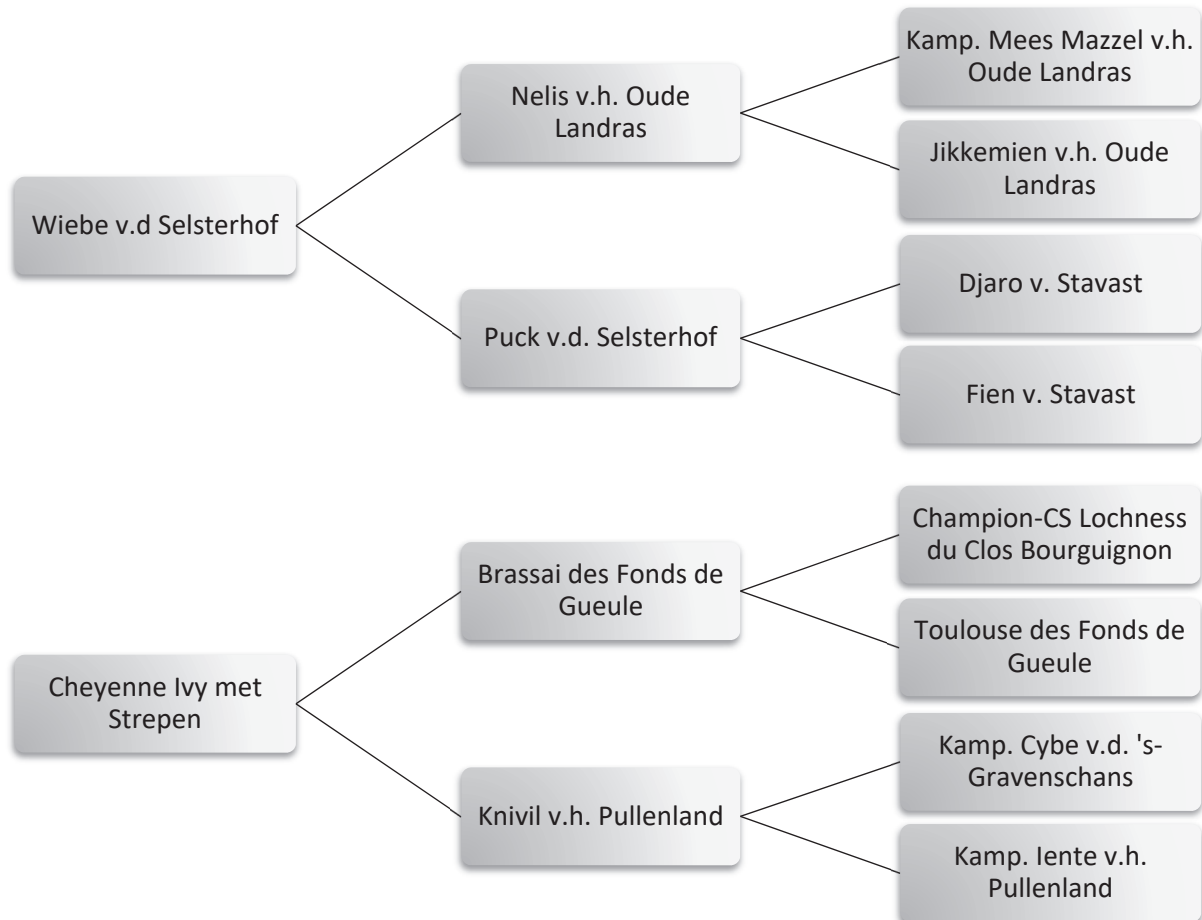 Kamp. Mees Mazzel v.h.
Oude Landras
Nelis v.h. Oude
Landras
Jikkemien v.h. Oude
Landras
Wiebe v.d Selsterhof
Djaro v. Stavast
Puck v.d. Selsterhof
Fien v. Stavast
Champion-CS Lochness
du Clos Bourguignon
Brassai des Fonds de
Gueule
Toulouse des Fonds de
Gueule
Cheyenne Ivy met
Strepen
Kamp. Cybe v.d. 's-
Gravenschans
Knivil v.h. Pullenland
Kamp. Iente v.h.
Pullenland